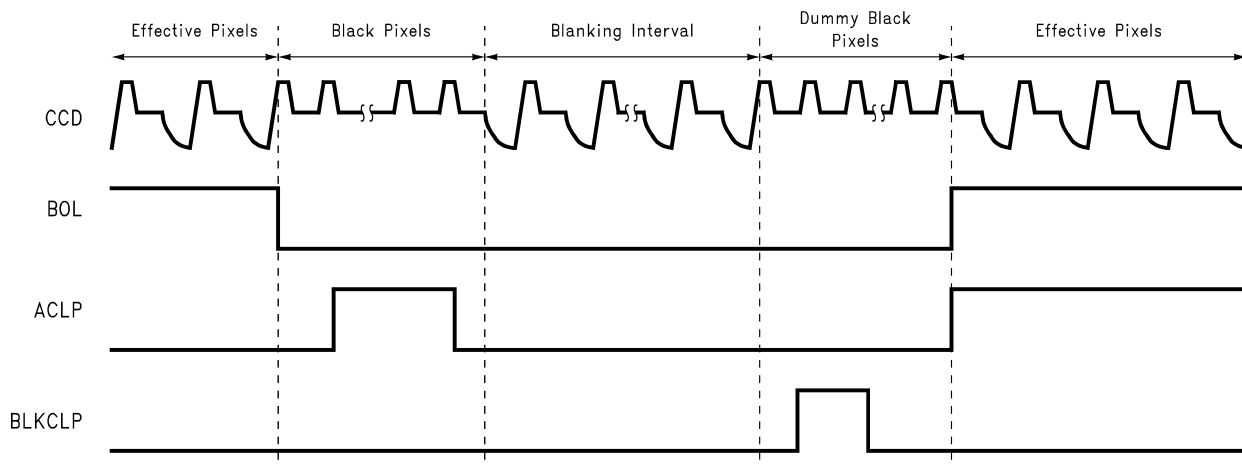 Effective Pixels
Black Pixels
Blanking Interval
Dummy Black
Pixels
Effective Pixels
CCD
BOL
ACLP
BLKCLP